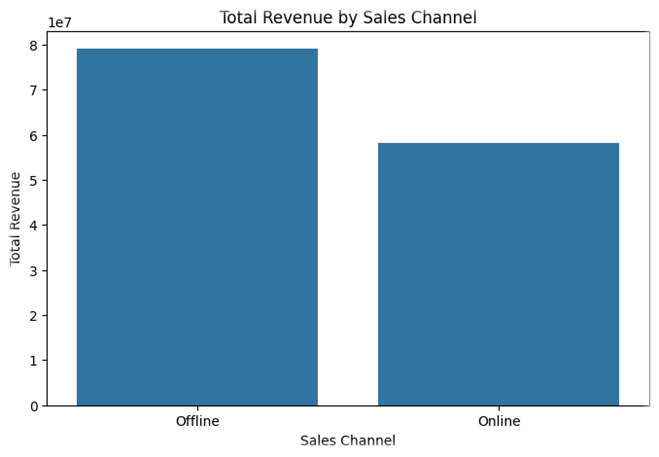 Total Revenue by Sales Channel
1e7
8
7
6
5
4
3
2
1
0
Total Revenue
Offline
Online
Sales Channel